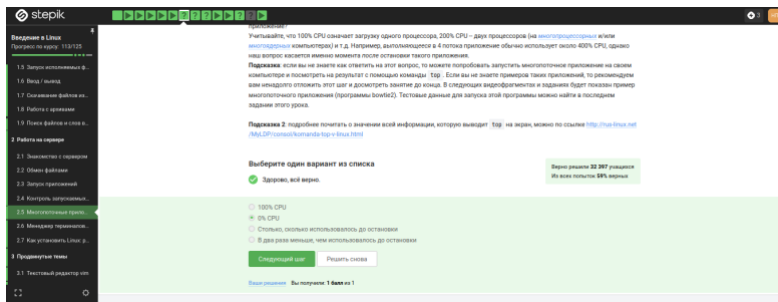 stepik
3
Введение в Linux
Прогресс по курсу: 113/125
1.5 Запуск исполняемых ф...
1.6 Ввод / вывод
1.7 Скачивание файлов из...
1.8 Работа с архивами
1.9 Поиск файлов и слов в...
2 Работа на сервере
2.1 Знакомство с сервером
2.2 Обмен файлами
2.3 Запуск приложений
2.4 Контроль запускаемых...
2.5 Многопоточные прило...
2.6 Менеджер терминалов...
2.7 Как установить Linux: р...
3 Продвинутые темы
3.1 Текстовый редактор vim
приложение?
Учитывайте, что 100% CPU означает загрузку одного процессора, 200% CPU – двух процессоров (на многопроцессорных и/или
многоядерных компьютерах) и т.д. Например, выполняющееся в 4 потока приложение обычно использует около 400% CPU, однако
наш вопрос касается именно момента после остановки такого приложения.
Подсказка: если вы не знаете как ответить на этот вопрос, то можете попробовать запустить многопоточное приложение на своем
компьютере и посмотреть на результат с помощью команды top. Если вы не знаете примеров таких приложений, то рекомендуем
вам ненадолго отложить этот шаг и досмотреть занятие до конца. В следующих видеофрагментах и заданиях будет показан пример
многопоточного приложения (программы bowtie2). Тестовые данные для запуска этой программы можно найти в последнем
задании этого урока.
Подсказка 2: подробнее почитать о значении всей информации, которую выводит top на экран, можно по ссылке http://rus-linux.net
/MyLDP/consol/komanda-top-v-linux.html
Выберите один вариант из списка
Здорово, всё верно.
Верно решили 32 397 учащихся
Из всех попыток 59% верных
100% CPU
0% CPU
Столько, сколько использовалось до остановки
В два раза меньше, чем использовалось до остановки
Следующий шаг
Решить снова
Ваши решения Вы получили: 1 балл из 1